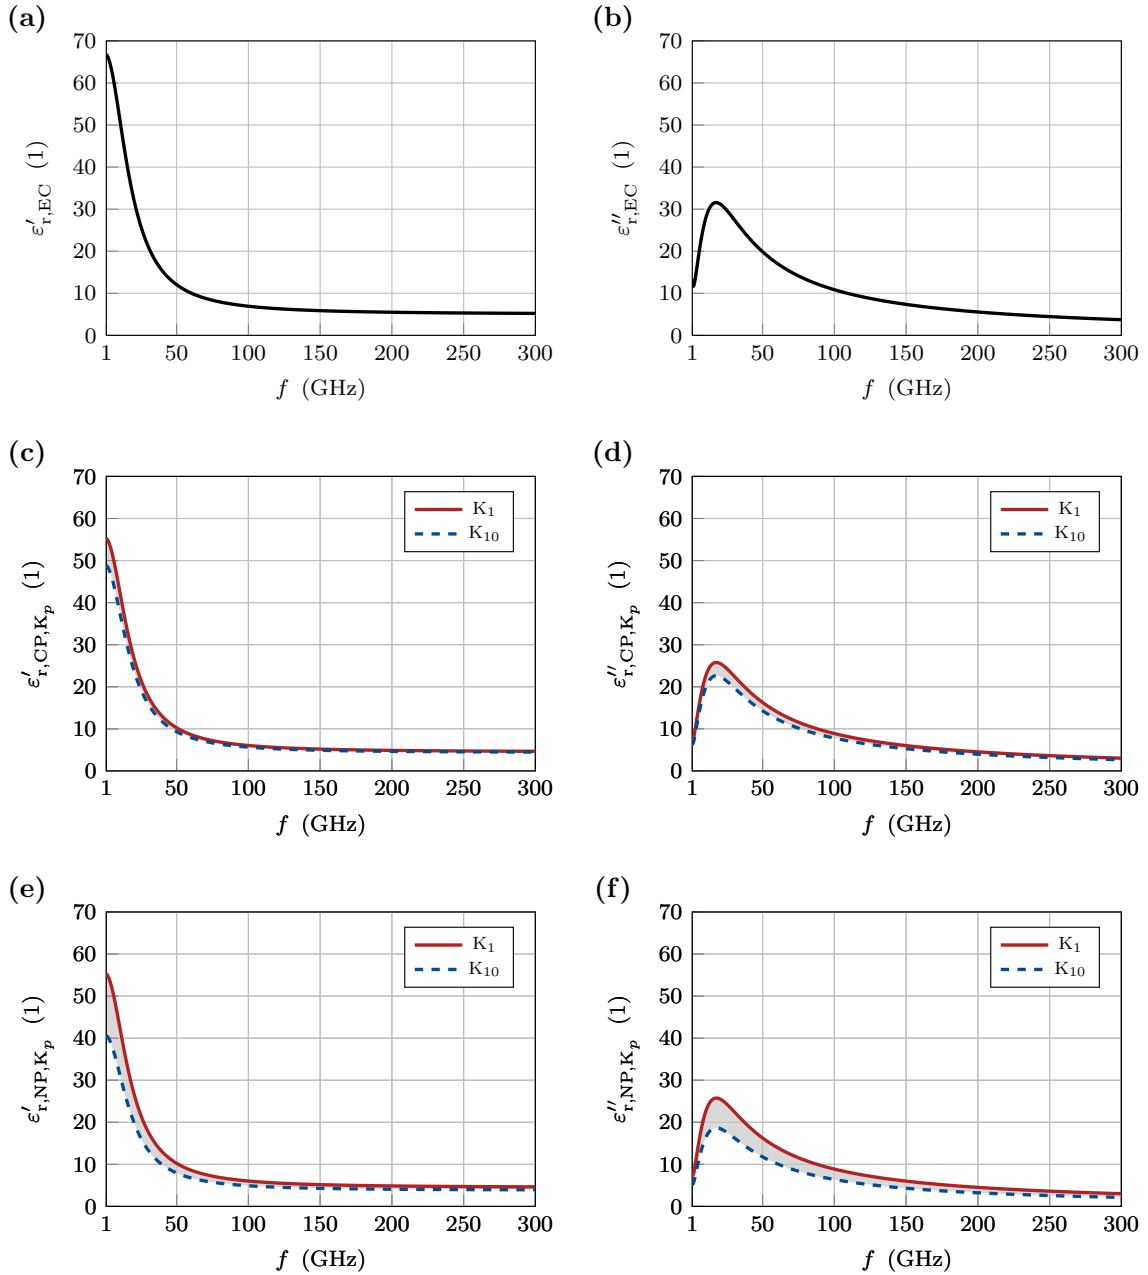 (a)
70
60
50
40
30
20
10
0
ε′r,EC (1)
1 50 100 150 200 250 300
f (GHz)
(b)
70
60
50
40
30
20
10
0
ε″r,EC (1)
1 50 100 150 200 250 300
f (GHz)
(c)
70
60
50
40
30
20
10
0
ε′r,CP,Kp (1)
K1
K10
1 50 100 150 200 250 300
f (GHz)
(d)
70
60
50
40
30
20
10
0
ε″r,CP,Kp (1)
K1
K10
1 50 100 150 200 250 300
f (GHz)
(e)
70
60
50
40
30
20
10
0
ε′r,NP,Kp (1)
K1
K10
1 50 100 150 200 250 300
f (GHz)
(f)
70
60
50
40
30
20
10
0
ε″r,NP,Kp (1)
K1
K10
1 50 100 150 200 250 300
f (GHz)